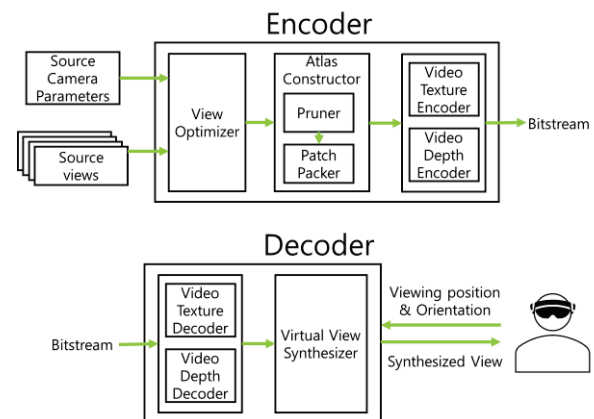 Encoder
Source
Camera
Parameters
Source
views
View
Optimizer
Atlas
Constructor
Pruner
Patch
Packer
Video
Texture
Encoder
Video
Depth
Encoder
Bitstream
Decoder
Bitstream
Video
Texture
Decoder
Video
Depth
Decoder
Virtual View
Synthesizer
Viewing position
& Orientation
Synthesized View